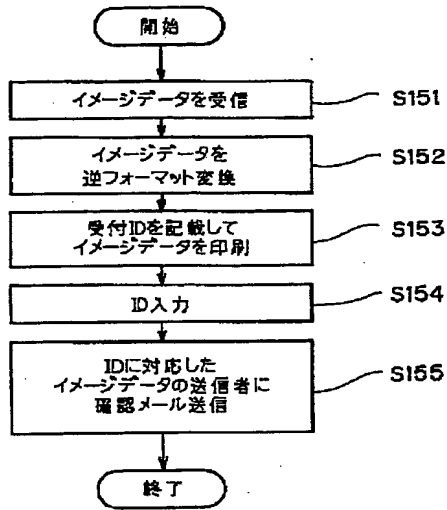 開始
イメージデータを受信
S151
イメージデータを
逆フォーマット変換
S152
受付IDを記載して
イメージデータを印刷
S153
ID入力
S154
IDに対応した
イメージデータの送信者に
確認メール送信
S155
終了